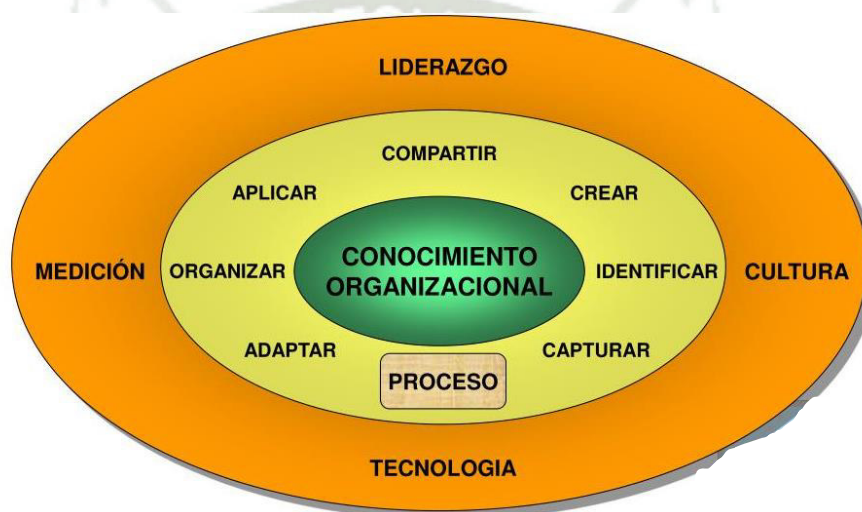 LIDERAZGO
COMPARTIR
APLICAR
CREAR
MEDICIÓN
ORGANIZAR
CONOCIMIENTO
ORGANIZACIONAL
IDENTIFICAR
CULTURA
ADAPTAR
CAPTURAR
PROCESO
TECNOLOGIA